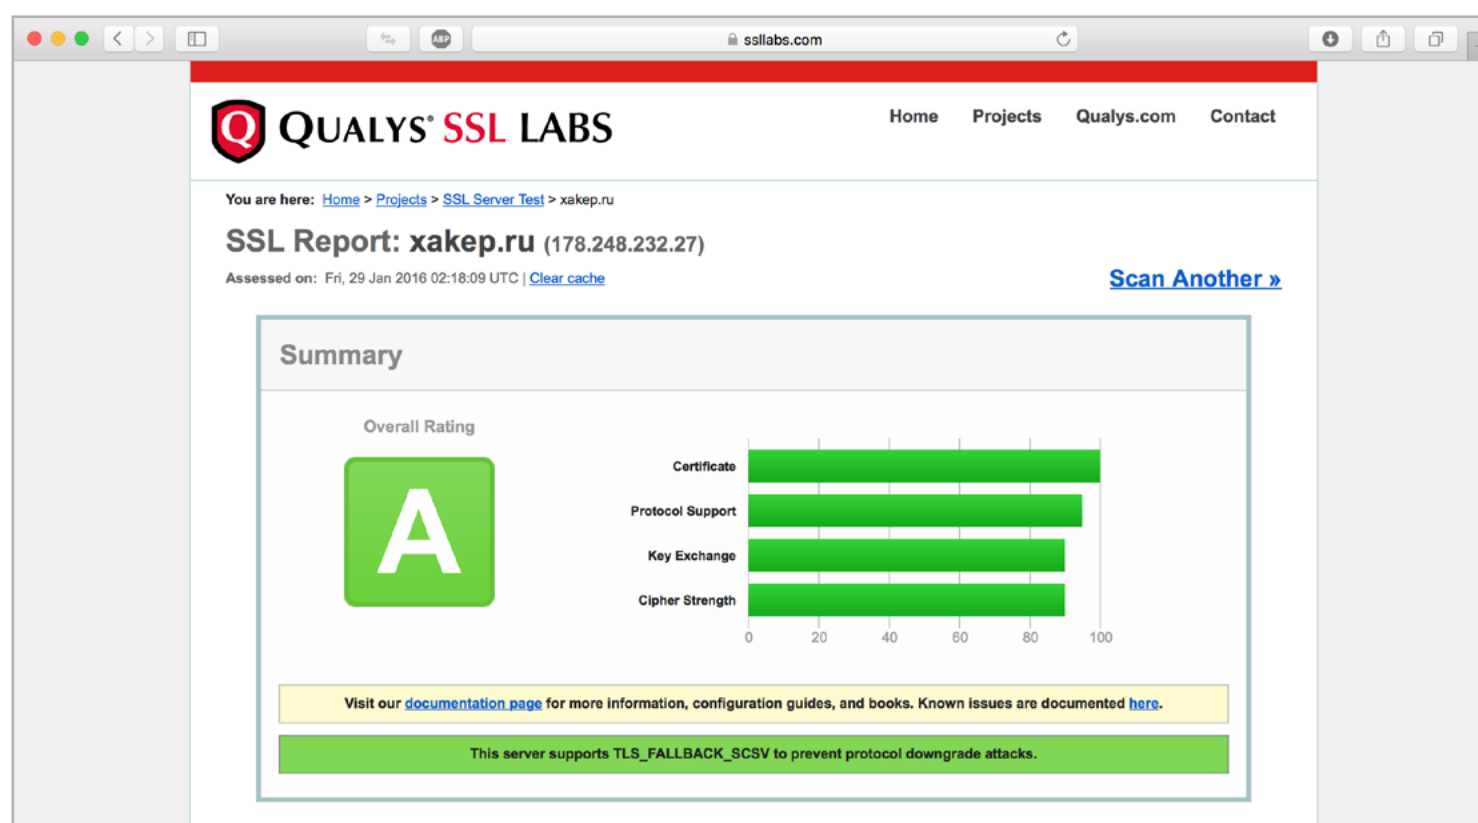 ABP
ssllabs.com
QUALYS® SSL LABS
Home Projects Qualys.com Contact
You are here: Home > Projects > SSL Server Test > xakep.ru
SSL Report: xakep.ru (178.248.232.27)
Assessed on: Fri, 29 Jan 2016 02:18:09 UTC | Clear cache
Scan Another »
Summary
Overall Rating
A
Certificate
Protocol Support
Key Exchange
Cipher Strength
0 20 40 60 80 100
Visit our documentation page for more information, configuration guides, and books. Known issues are documented here.
This server supports TLS_FALLBACK_SCSV to prevent protocol downgrade attacks.